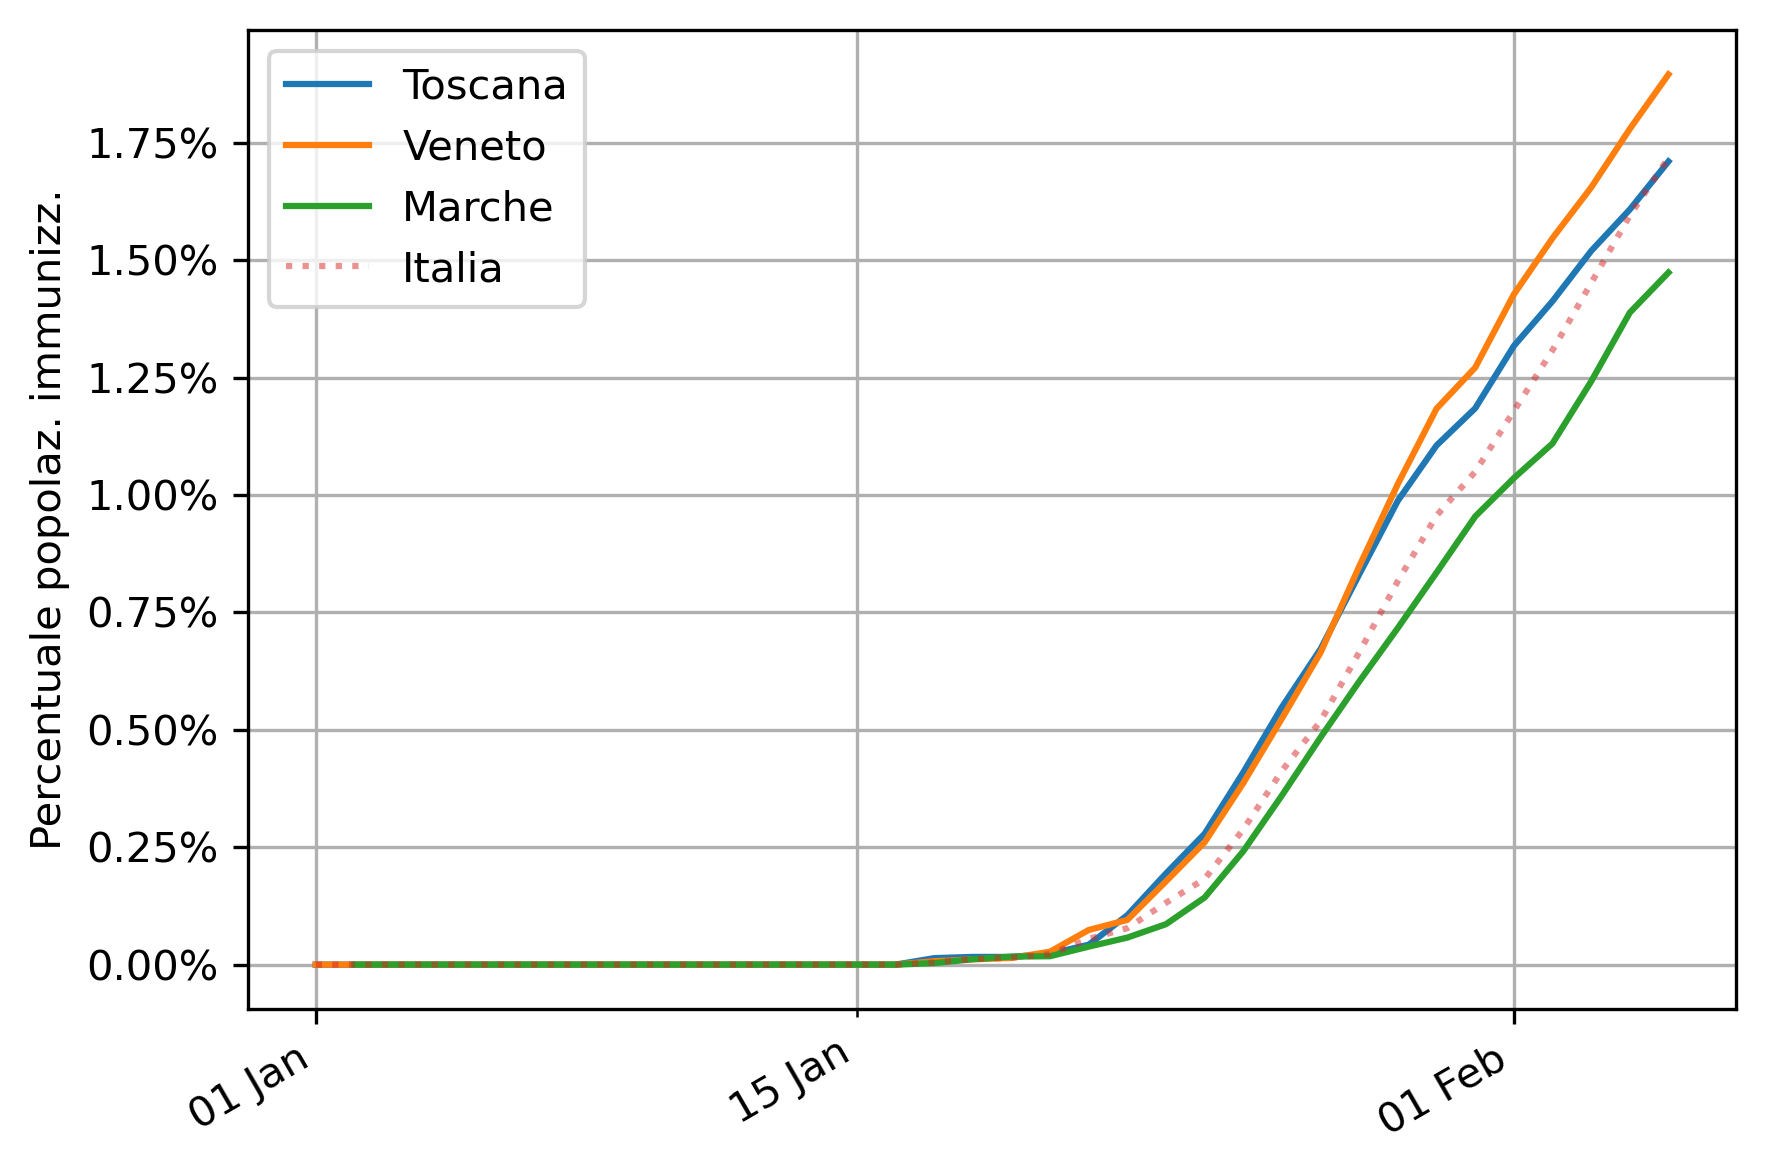 Toscana
Veneto
Marche
Italia
Percentuale popolaz. immunizz.
1.75%
1.50%
1.25%
1.00%
0.75%
0.50%
0.25%
0.00%
01 Jan
15 Jan
01 Feb